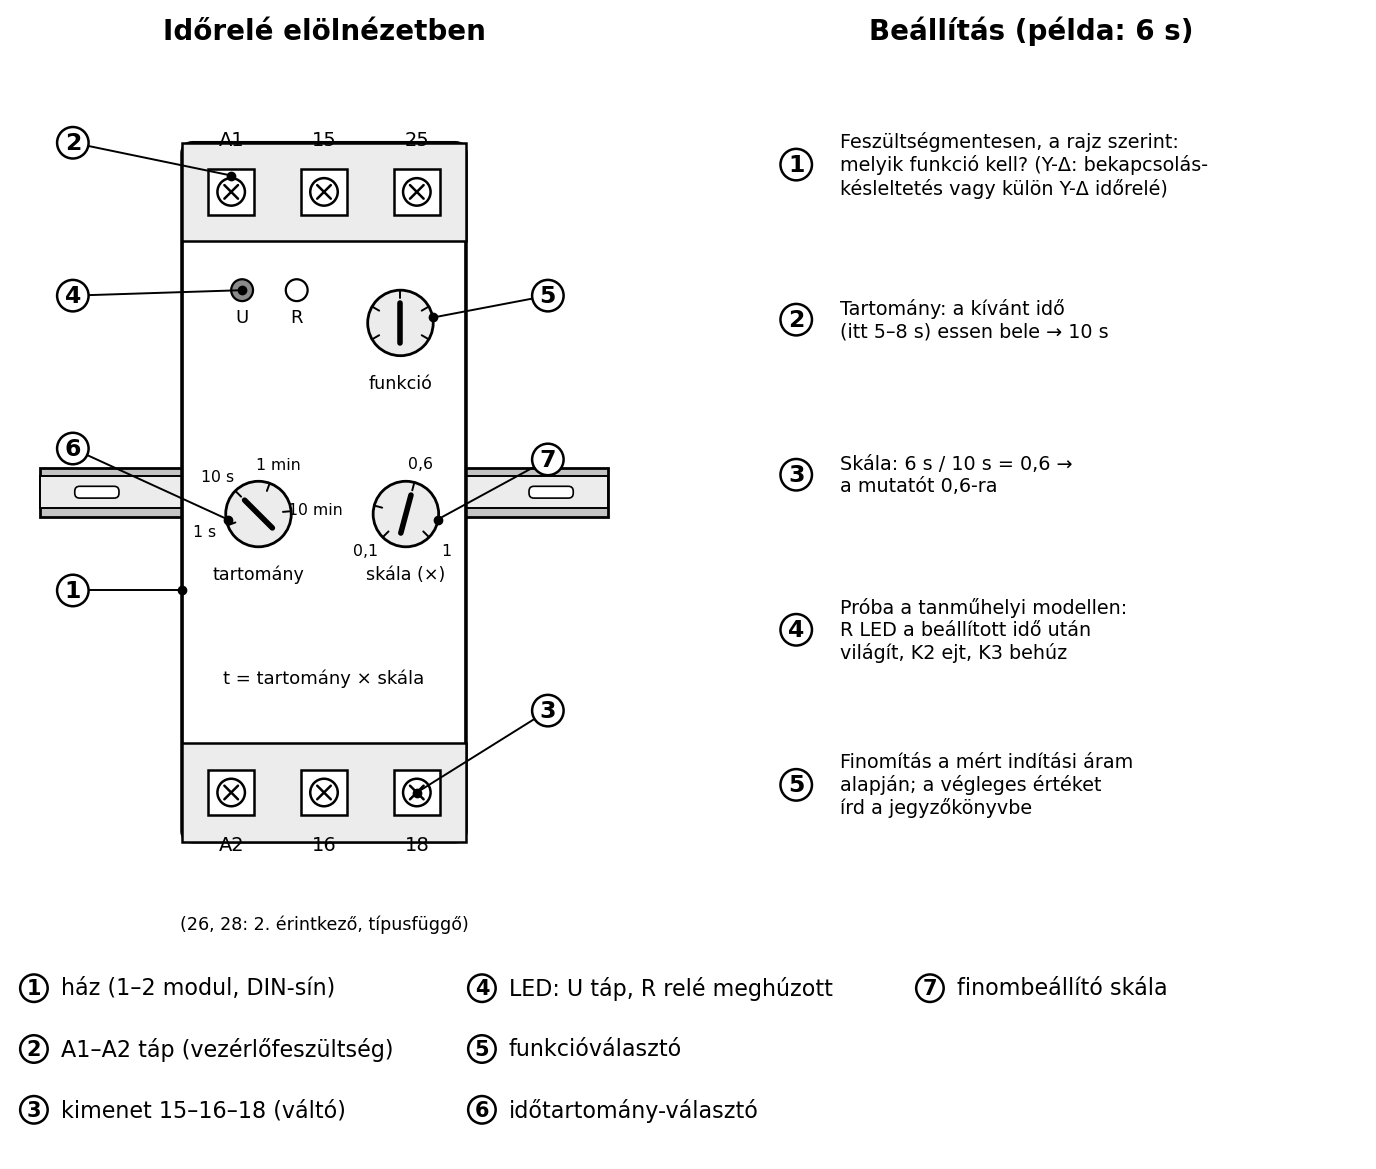 Időrelé elölnézetben
Beállítás (példa: 6 s)
2
A1 15 25
4
U R
5
funkció
6
7
1 s
10 s
1 min
10 min
tartomány
0,1
0,6
1
skála (×)
1
t = tartomány × skála
3
A2 16 18
(26, 28: 2. érintkező, típusfüggő)
1
Feszültségmentesen, a rajz szerint:
melyik funkció kell? (Y-Δ: bekapcsolás-
késleltetés vagy külön Y-Δ időrelé)
2
Tartomány: a kívánt idő
(itt 5–8 s) essen bele → 10 s
3
Skála: 6 s / 10 s = 0,6 →
a mutatót 0,6-ra
4
Próba a tanműhelyi modellen:
R LED a beállított idő után
világít, K2 ejt, K3 behúz
5
Finomítás a mért indítási áram
alapján; a végleges értéket
írd a jegyzőkönyvbe
1 ház (1–2 modul, DIN-sín)
2 A1–A2 táp (vezérlőfeszültség)
3 kimenet 15–16–18 (váltó)
4 LED: U táp, R relé meghúzott
5 funkcióválasztó
6 időtartomány-választó
7 finombeállító skála